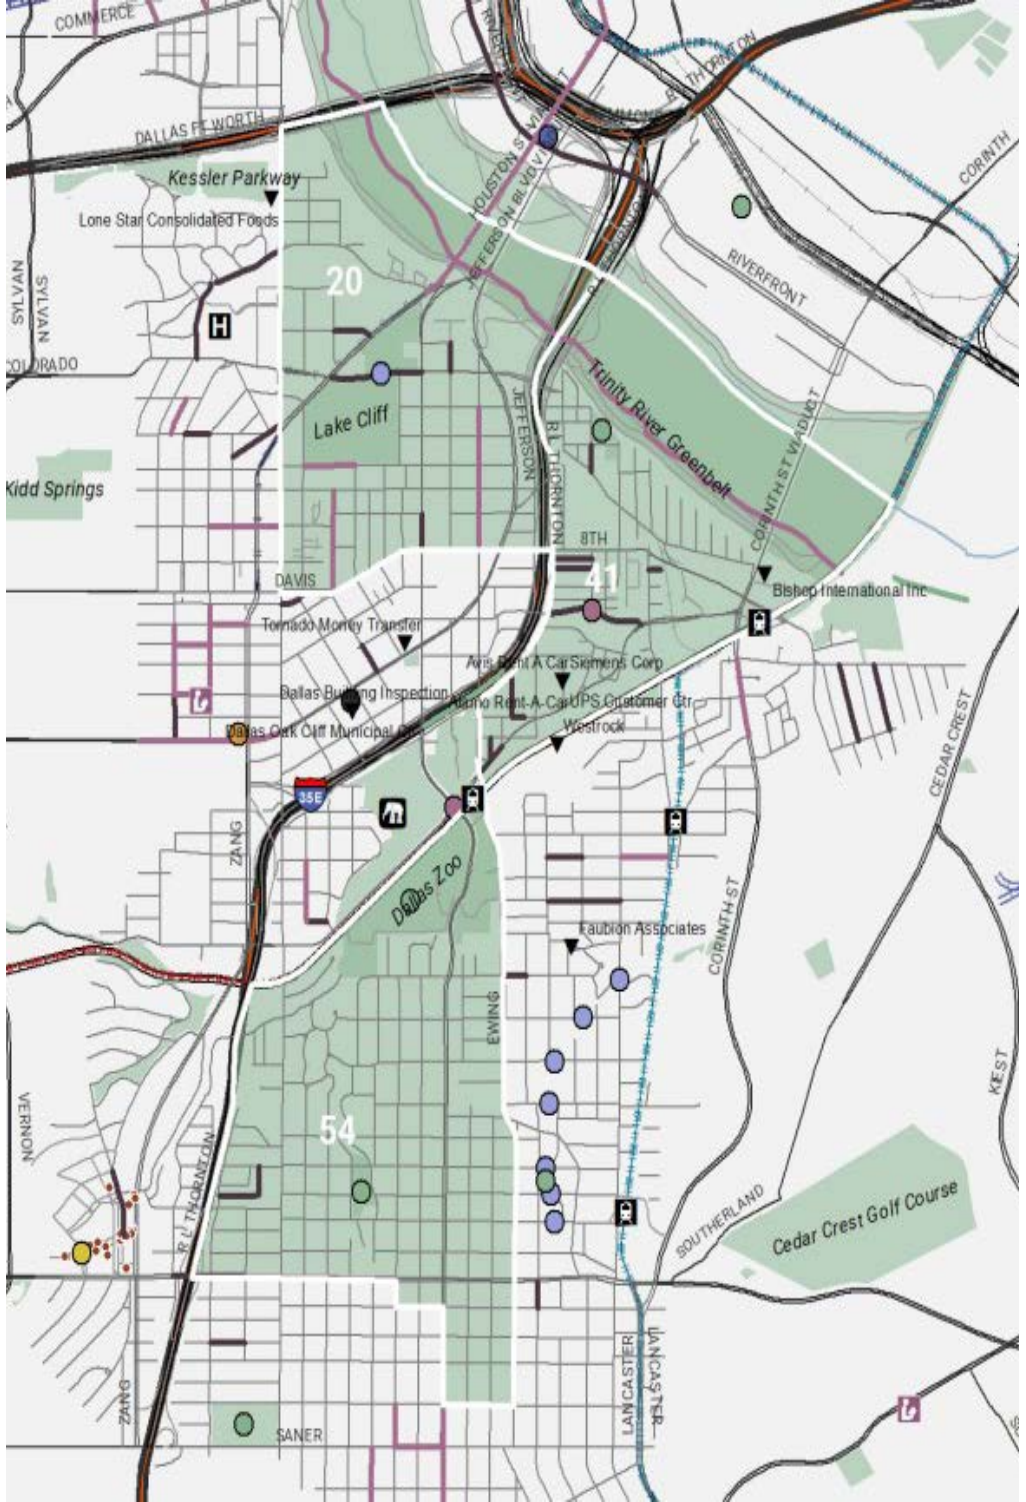 COMMERCE
THORNTON
DALLAS FT WORTH
HOUSTON ST VIADUCT
CORINTH
Kessler Parkway
Lone Star Consolidated Foods
JEFFERSON BLVD VI
RIVERFRONT
SYLVAN
SYLVAN
20
COLORADO
Trinity River Greenbelt
Lake Cliff
JEFFERSON
R L THORNTON
CORINTH ST VIADUCT
Kidd Springs
8TH
DAVIS
41
Bishop International Inc
Tornado Money Transfer
Avis Rent A Car Siemens Corp
Dallas Building Inspection
Alamo Rent-A-Car UPS Customer Ctr
Dallas Oak Cliff Municipal
Westrock
CEDAR CREST
35E
ZANG
Dallas Zoo
CORINTH ST
Faubion Associates
EWING
KIEST
VERNON
54
R L THORNTON
SOUTHERLAND
Cedar Crest Golf Course
LANCASTER
LANCASTER
ZANG
SANER